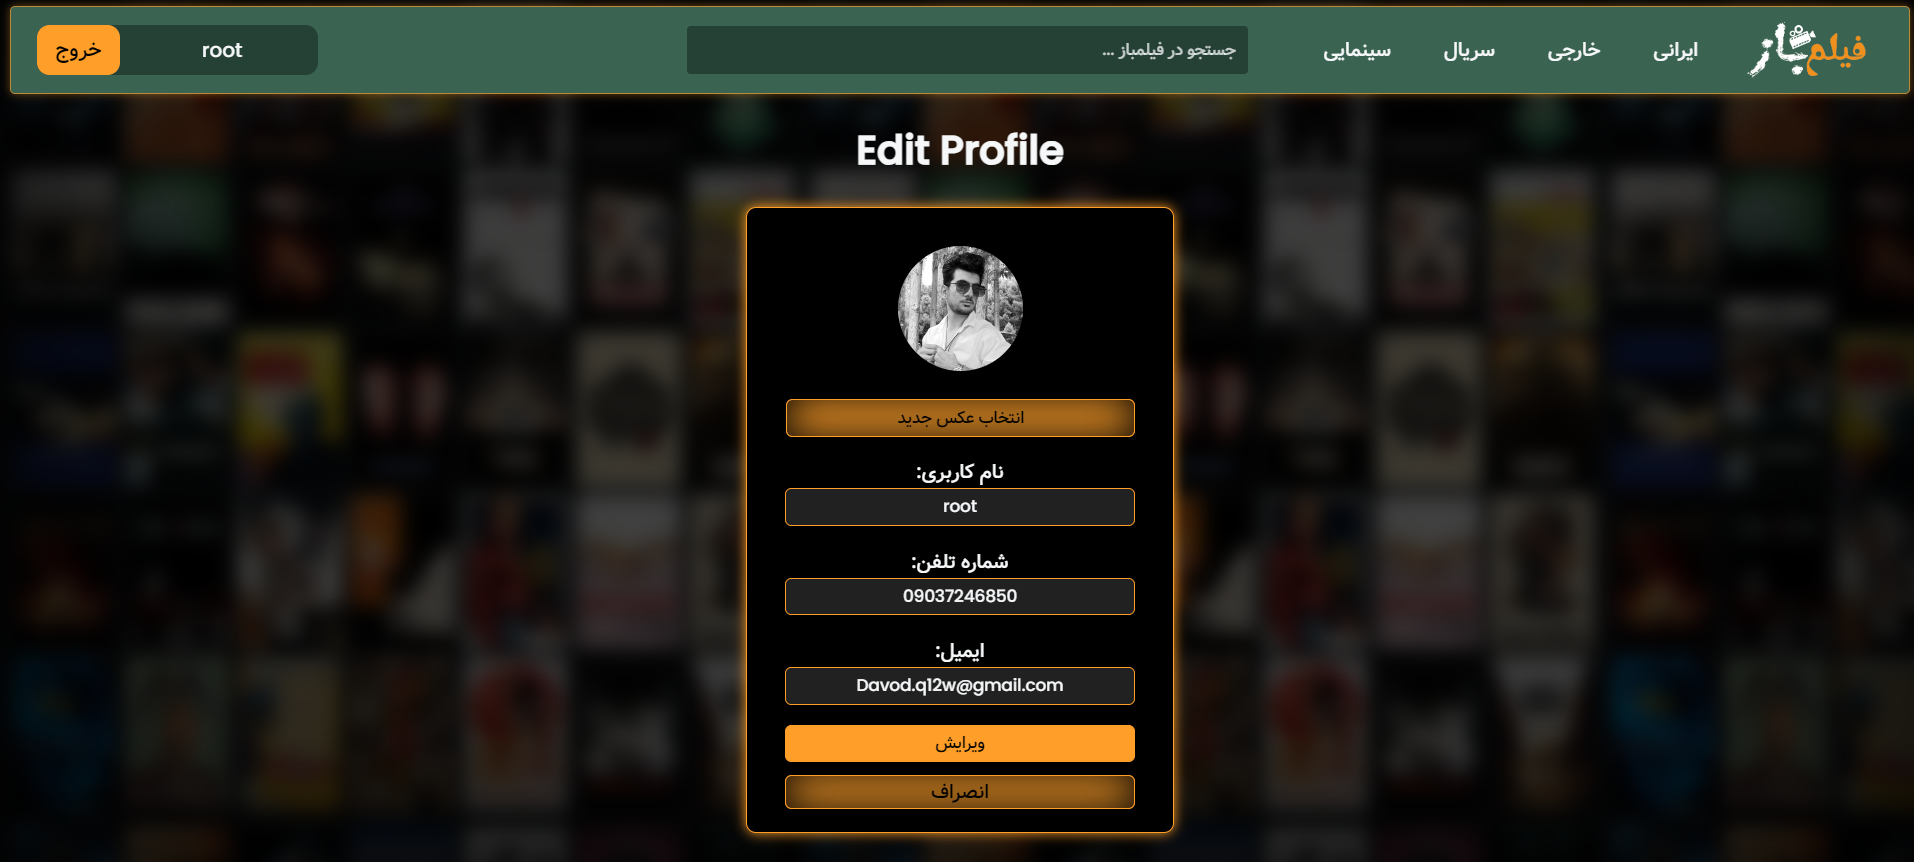 فیلم‌باز
ایرانی
خارجی
سریال
سینمایی
جستجو در فیلمباز ...
root
خروج
Edit Profile
انتخاب عکس جدید
نام کاربری:
root
شماره تلفن:
09037246850
ایمیل:
Davod.q12w@gmail.com
ویرایش
انصراف